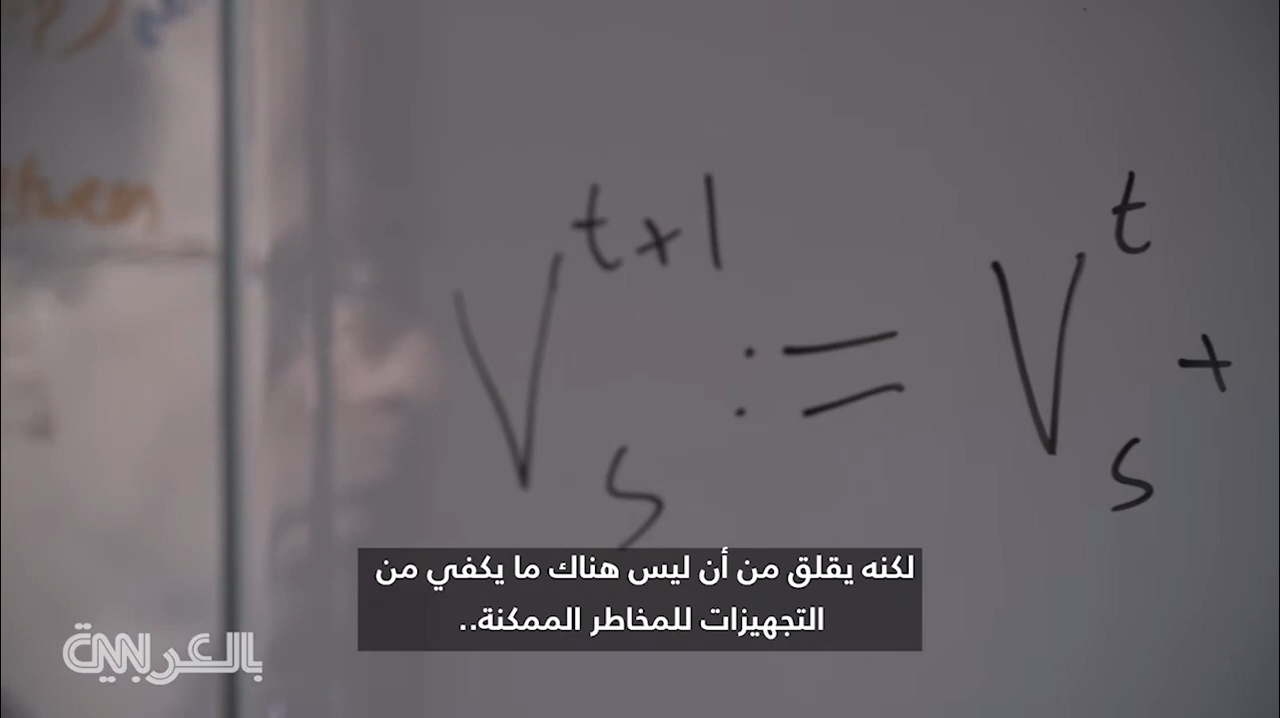 V_s^{t+1} := V_s^t +
لكنه يقلق من أن ليس هناك ما يكفي من
التجهيزات للمخاطر الممكنة..
CNN بالعربية